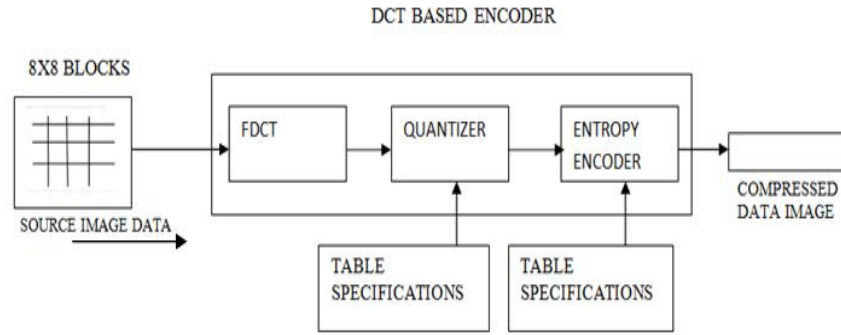 DCT BASED ENCODER
8X8 BLOCKS
FDCT
QUANTIZER
ENTROPY
ENCODER
SOURCE IMAGE DATA
COMPRESSED
DATA IMAGE
TABLE
SPECIFICATIONS
TABLE
SPECIFICATIONS